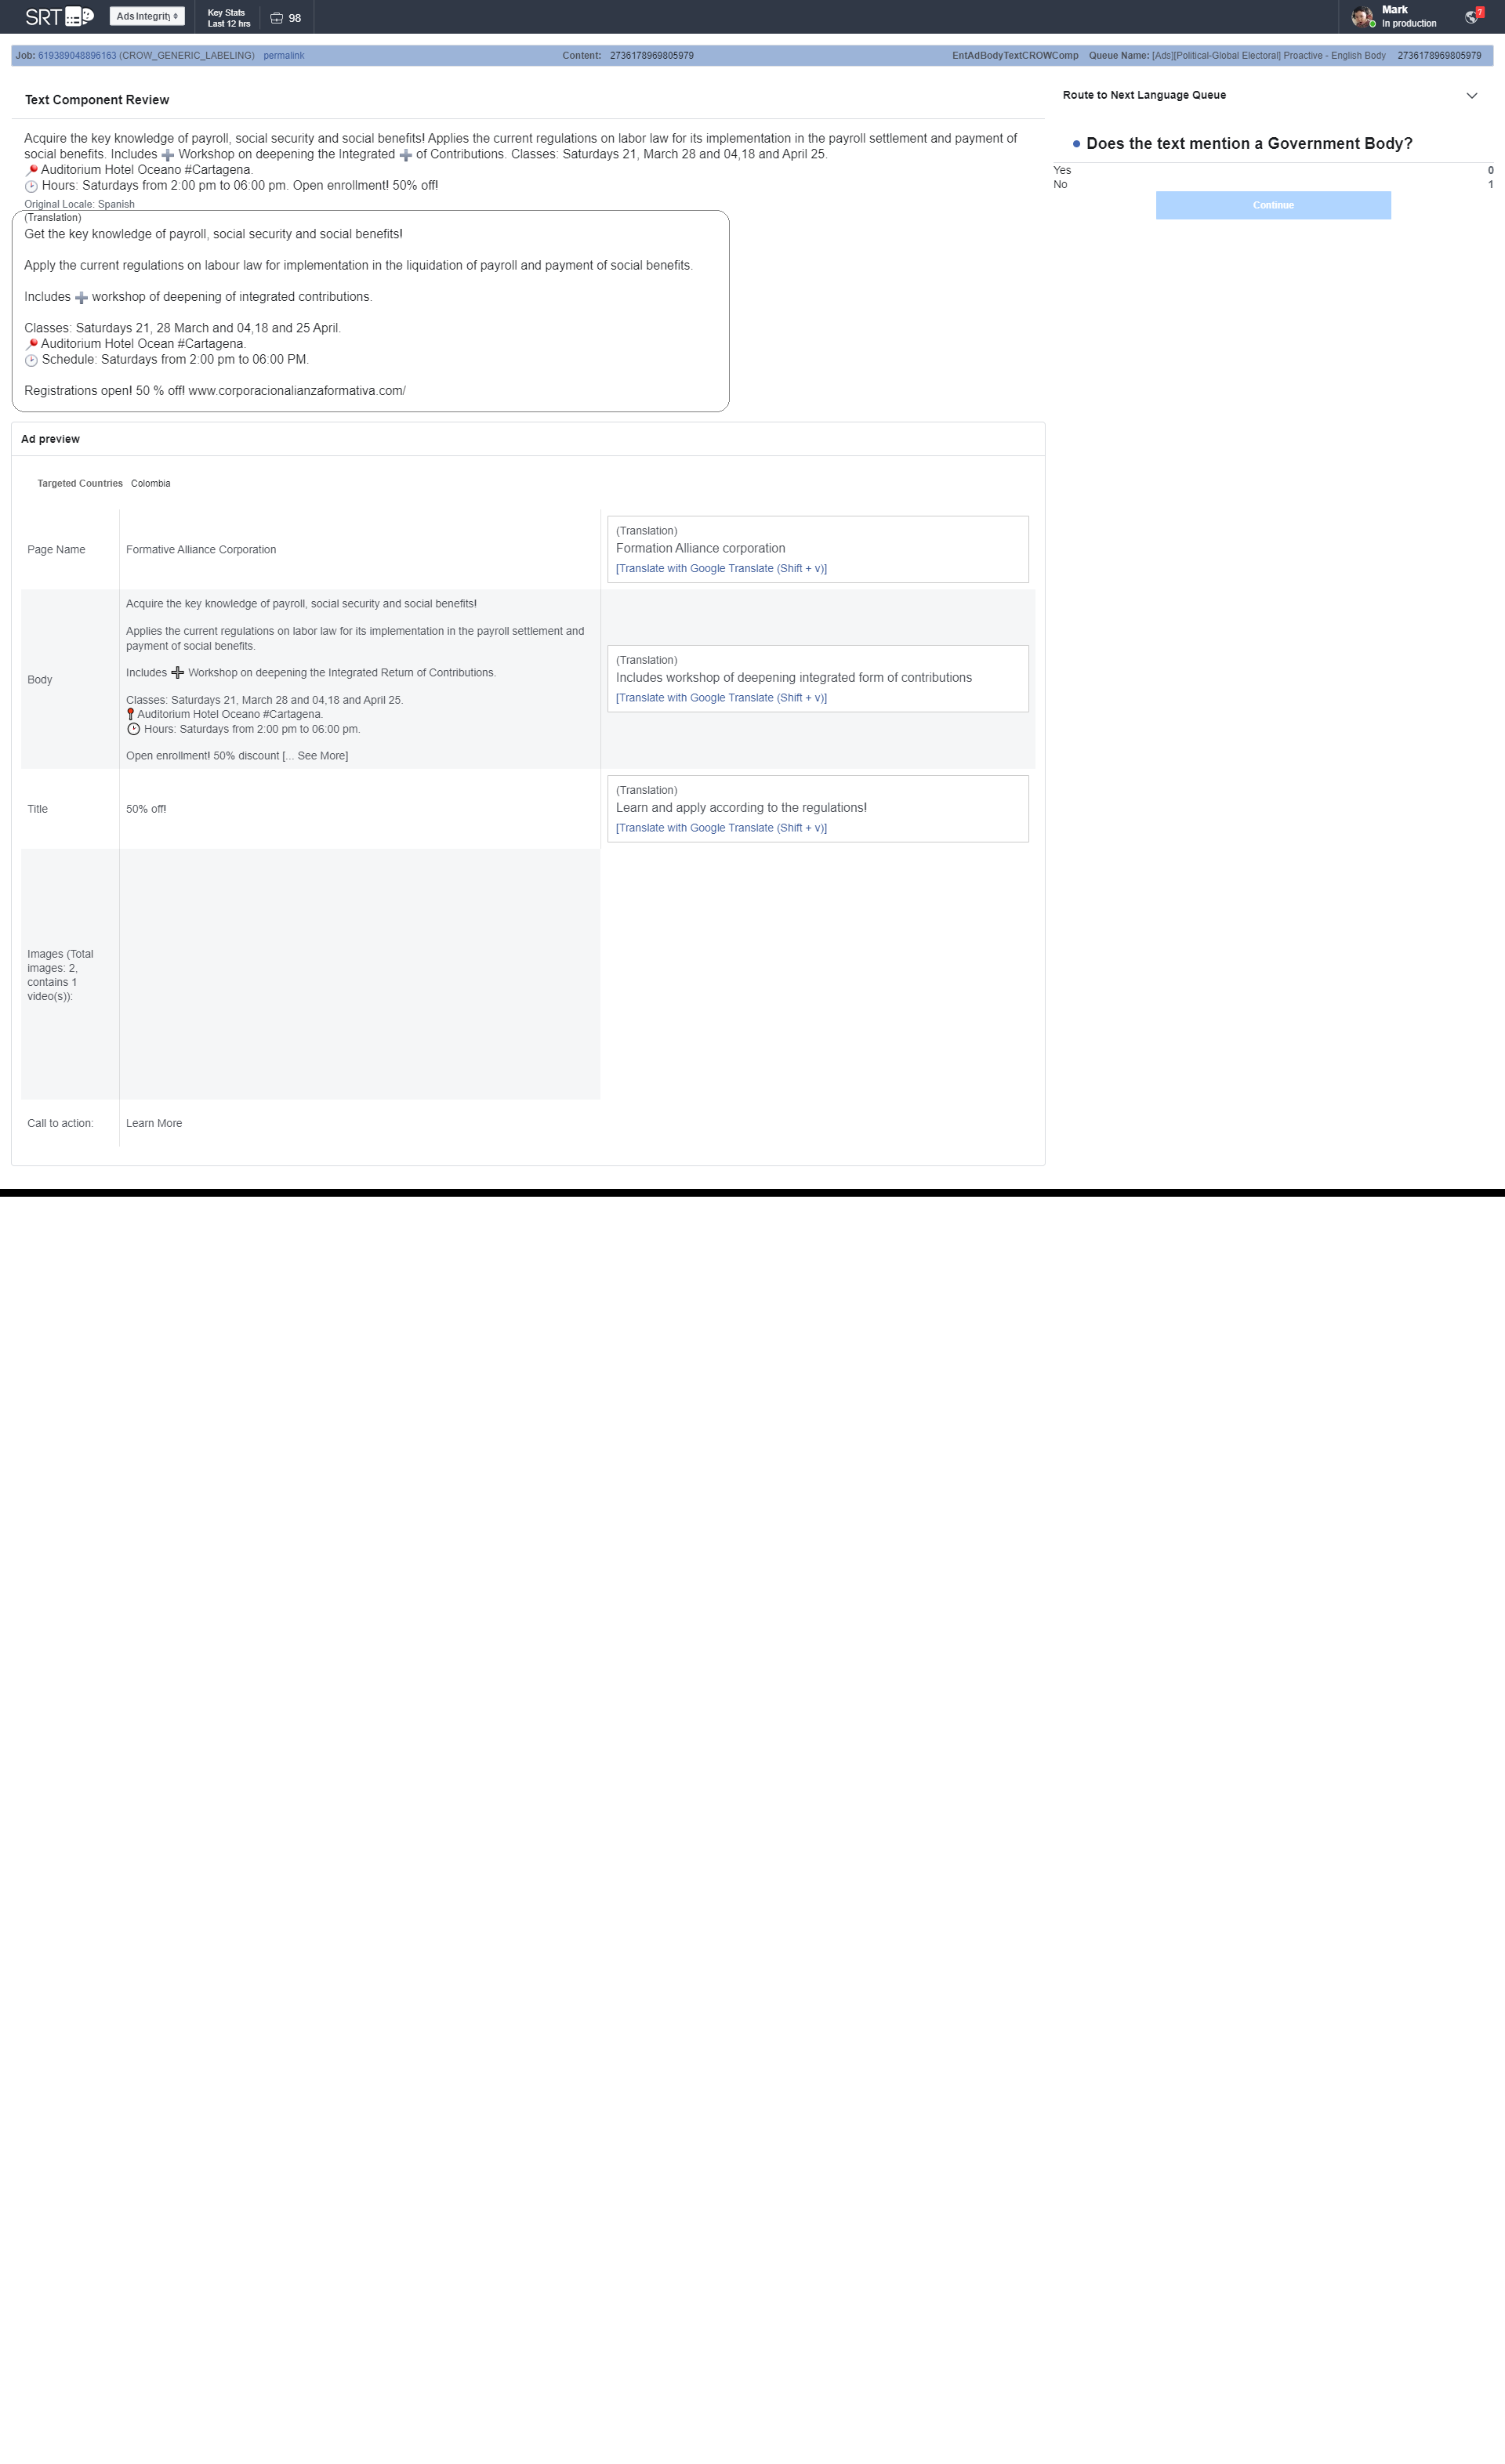 SRT
Ads Integrity
Key Stats
Last 12 hrs
98
Mark
In production
7
Job: 619389048896163 (CROW_GENERIC_LABELING) permalink
Content: 2736178969805979
EntAdBodyTextCROWComp Queue Name: [Ads][Political-Global Electoral] Proactive - English Body 2736178969805979
Text Component Review
Acquire the key knowledge of payroll, social security and social benefits! Applies the current regulations on labor law for its implementation in the payroll settlement and payment of
social benefits. Includes ➕ Workshop on deepening the Integrated ➕ of Contributions. Classes: Saturdays 21, March 28 and 04,18 and April 25.
📍 Auditorium Hotel Oceano #Cartagena.
🕑 Hours: Saturdays from 2:00 pm to 06:00 pm. Open enrollment! 50% off!
Original Locale: Spanish
(Translation)
Get the key knowledge of payroll, social security and social benefits!
Apply the current regulations on labour law for implementation in the liquidation of payroll and payment of social benefits.
Includes ➕ workshop of deepening of integrated contributions.
Classes: Saturdays 21, 28 March and 04,18 and 25 April.
📍 Auditorium Hotel Ocean #Cartagena.
🕑 Schedule: Saturdays from 2:00 pm to 06:00 PM.
Registrations open! 50 % off! www.corporacionalianzaformativa.com/
Route to Next Language Queue
Does the text mention a Government Body?
Yes 0
No 1
Continue
Ad preview
Targeted Countries Colombia
Page Name
Formative Alliance Corporation
(Translation)
Formation Alliance corporation
[Translate with Google Translate (Shift + v)]
Body
Acquire the key knowledge of payroll, social security and social benefits!
Applies the current regulations on labor law for its implementation in the payroll settlement and
payment of social benefits.
Includes ➕ Workshop on deepening the Integrated Return of Contributions.
Classes: Saturdays 21, March 28 and 04,18 and April 25.
📍 Auditorium Hotel Oceano #Cartagena.
🕑 Hours: Saturdays from 2:00 pm to 06:00 pm.
Open enrollment! 50% discount [... See More]
(Translation)
Includes workshop of deepening integrated form of contributions
[Translate with Google Translate (Shift + v)]
Title
50% off!
(Translation)
Learn and apply according to the regulations!
[Translate with Google Translate (Shift + v)]
Images (Total
images: 2,
contains 1
video(s)):
Call to action:
Learn More